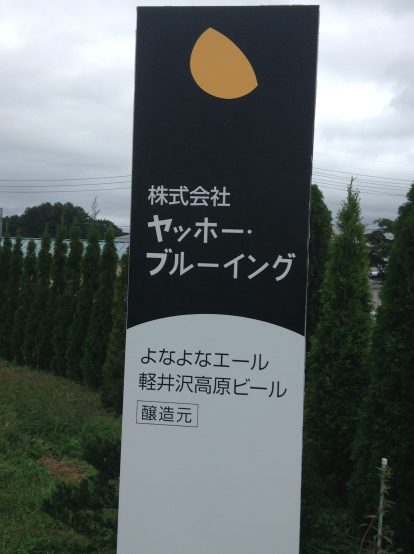 株式会社
ヤッホー・
ブルーイング
よなよなエール
軽井沢高原ビール
醸造元